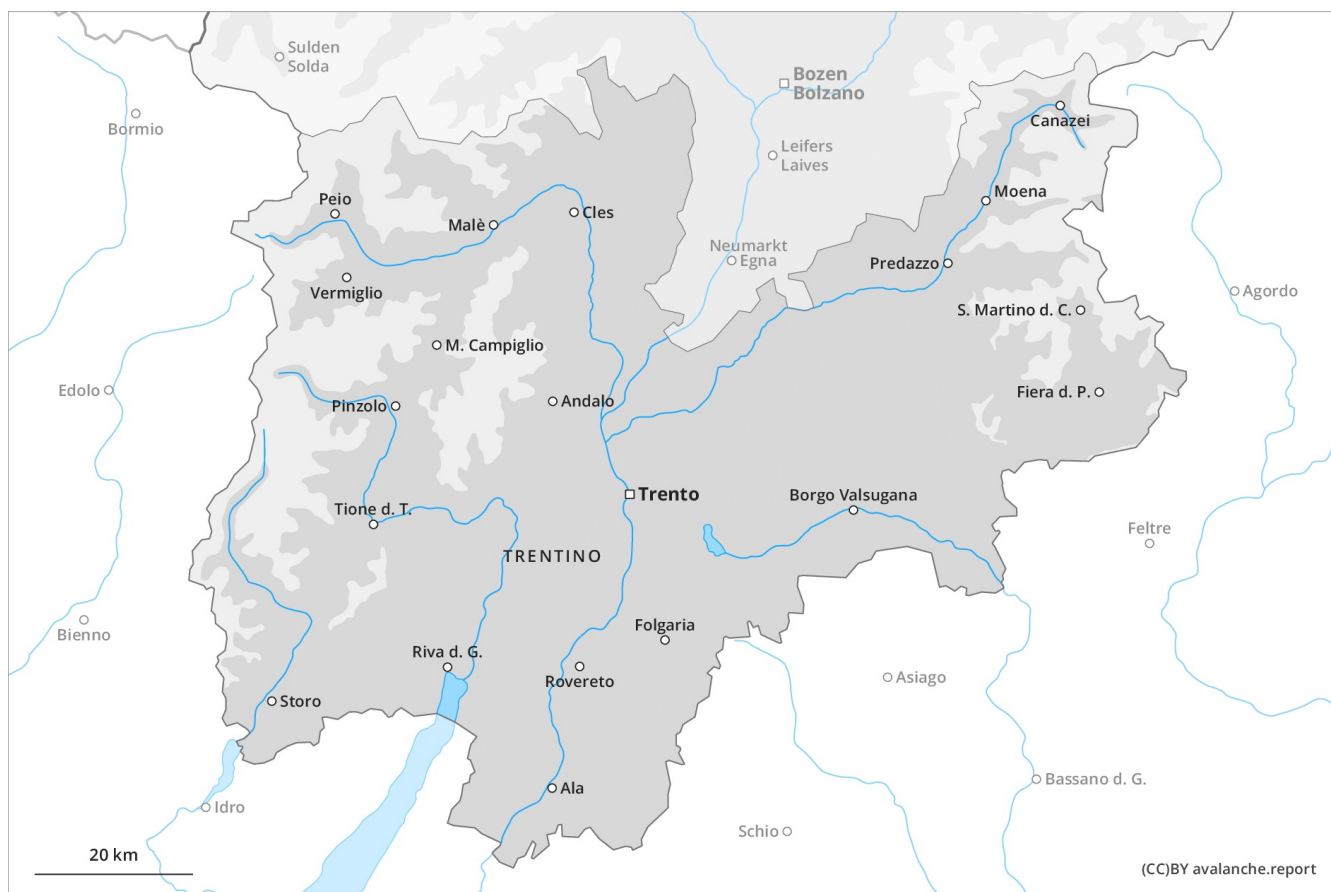 Sulden
Solda
Bozen
Bolzano
Bormio
Canazei
Leifers
Laives
Peio
Moena
Malè
Cles
Neumarkt
Egna
Predazzo
Vermiglio
Agordo
S. Martino d. C.
M. Campiglio
Edolo
Fiera d. P.
Pinzolo
Andalo
Trento
Borgo Valsugana
Tione d. T.
Feltre
TRENTINO
Bienno
Folgaria
Riva d. G.
Asiago
Rovereto
Storo
Bassano d. G.
Ala
Idro
Schio
20 km
(CC)BY avalanche.report